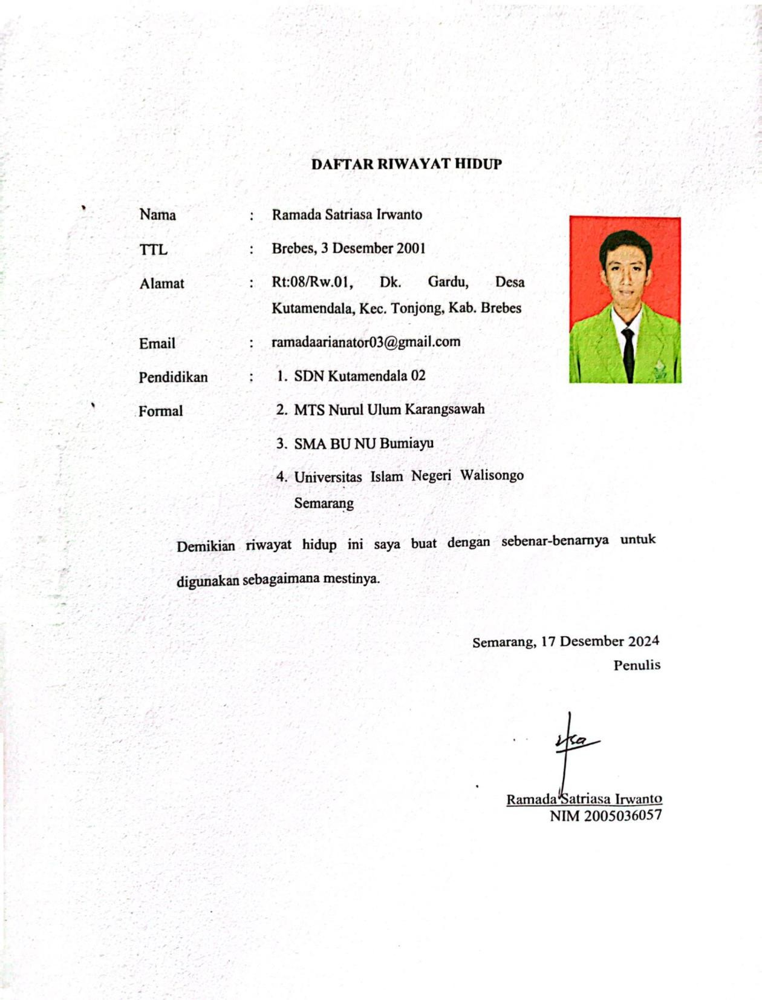 DAFTAR RIWAYAT HIDUP
Nama : Ramada Satriasa Irwanto
TTL : Brebes, 3 Desember 2001
Alamat : Rt:08/Rw.01, Dk. Gardu, Desa
Kutamendala, Kec. Tonjong, Kab. Brebes
Email : ramadaarianator03@gmail.com
Pendidikan : 1. SDN Kutamendala 02
Formal 2. MTS Nurul Ulum Karangsawah
3. SMA BU NU Bumiayu
4. Universitas Islam Negeri Walisongo
Semarang
Demikian riwayat hidup ini saya buat dengan sebenar-benarnya untuk
digunakan sebagaimana mestinya.
Semarang, 17 Desember 2024
Penulis
Ramada Satriasa Irwanto
NIM 2005036057